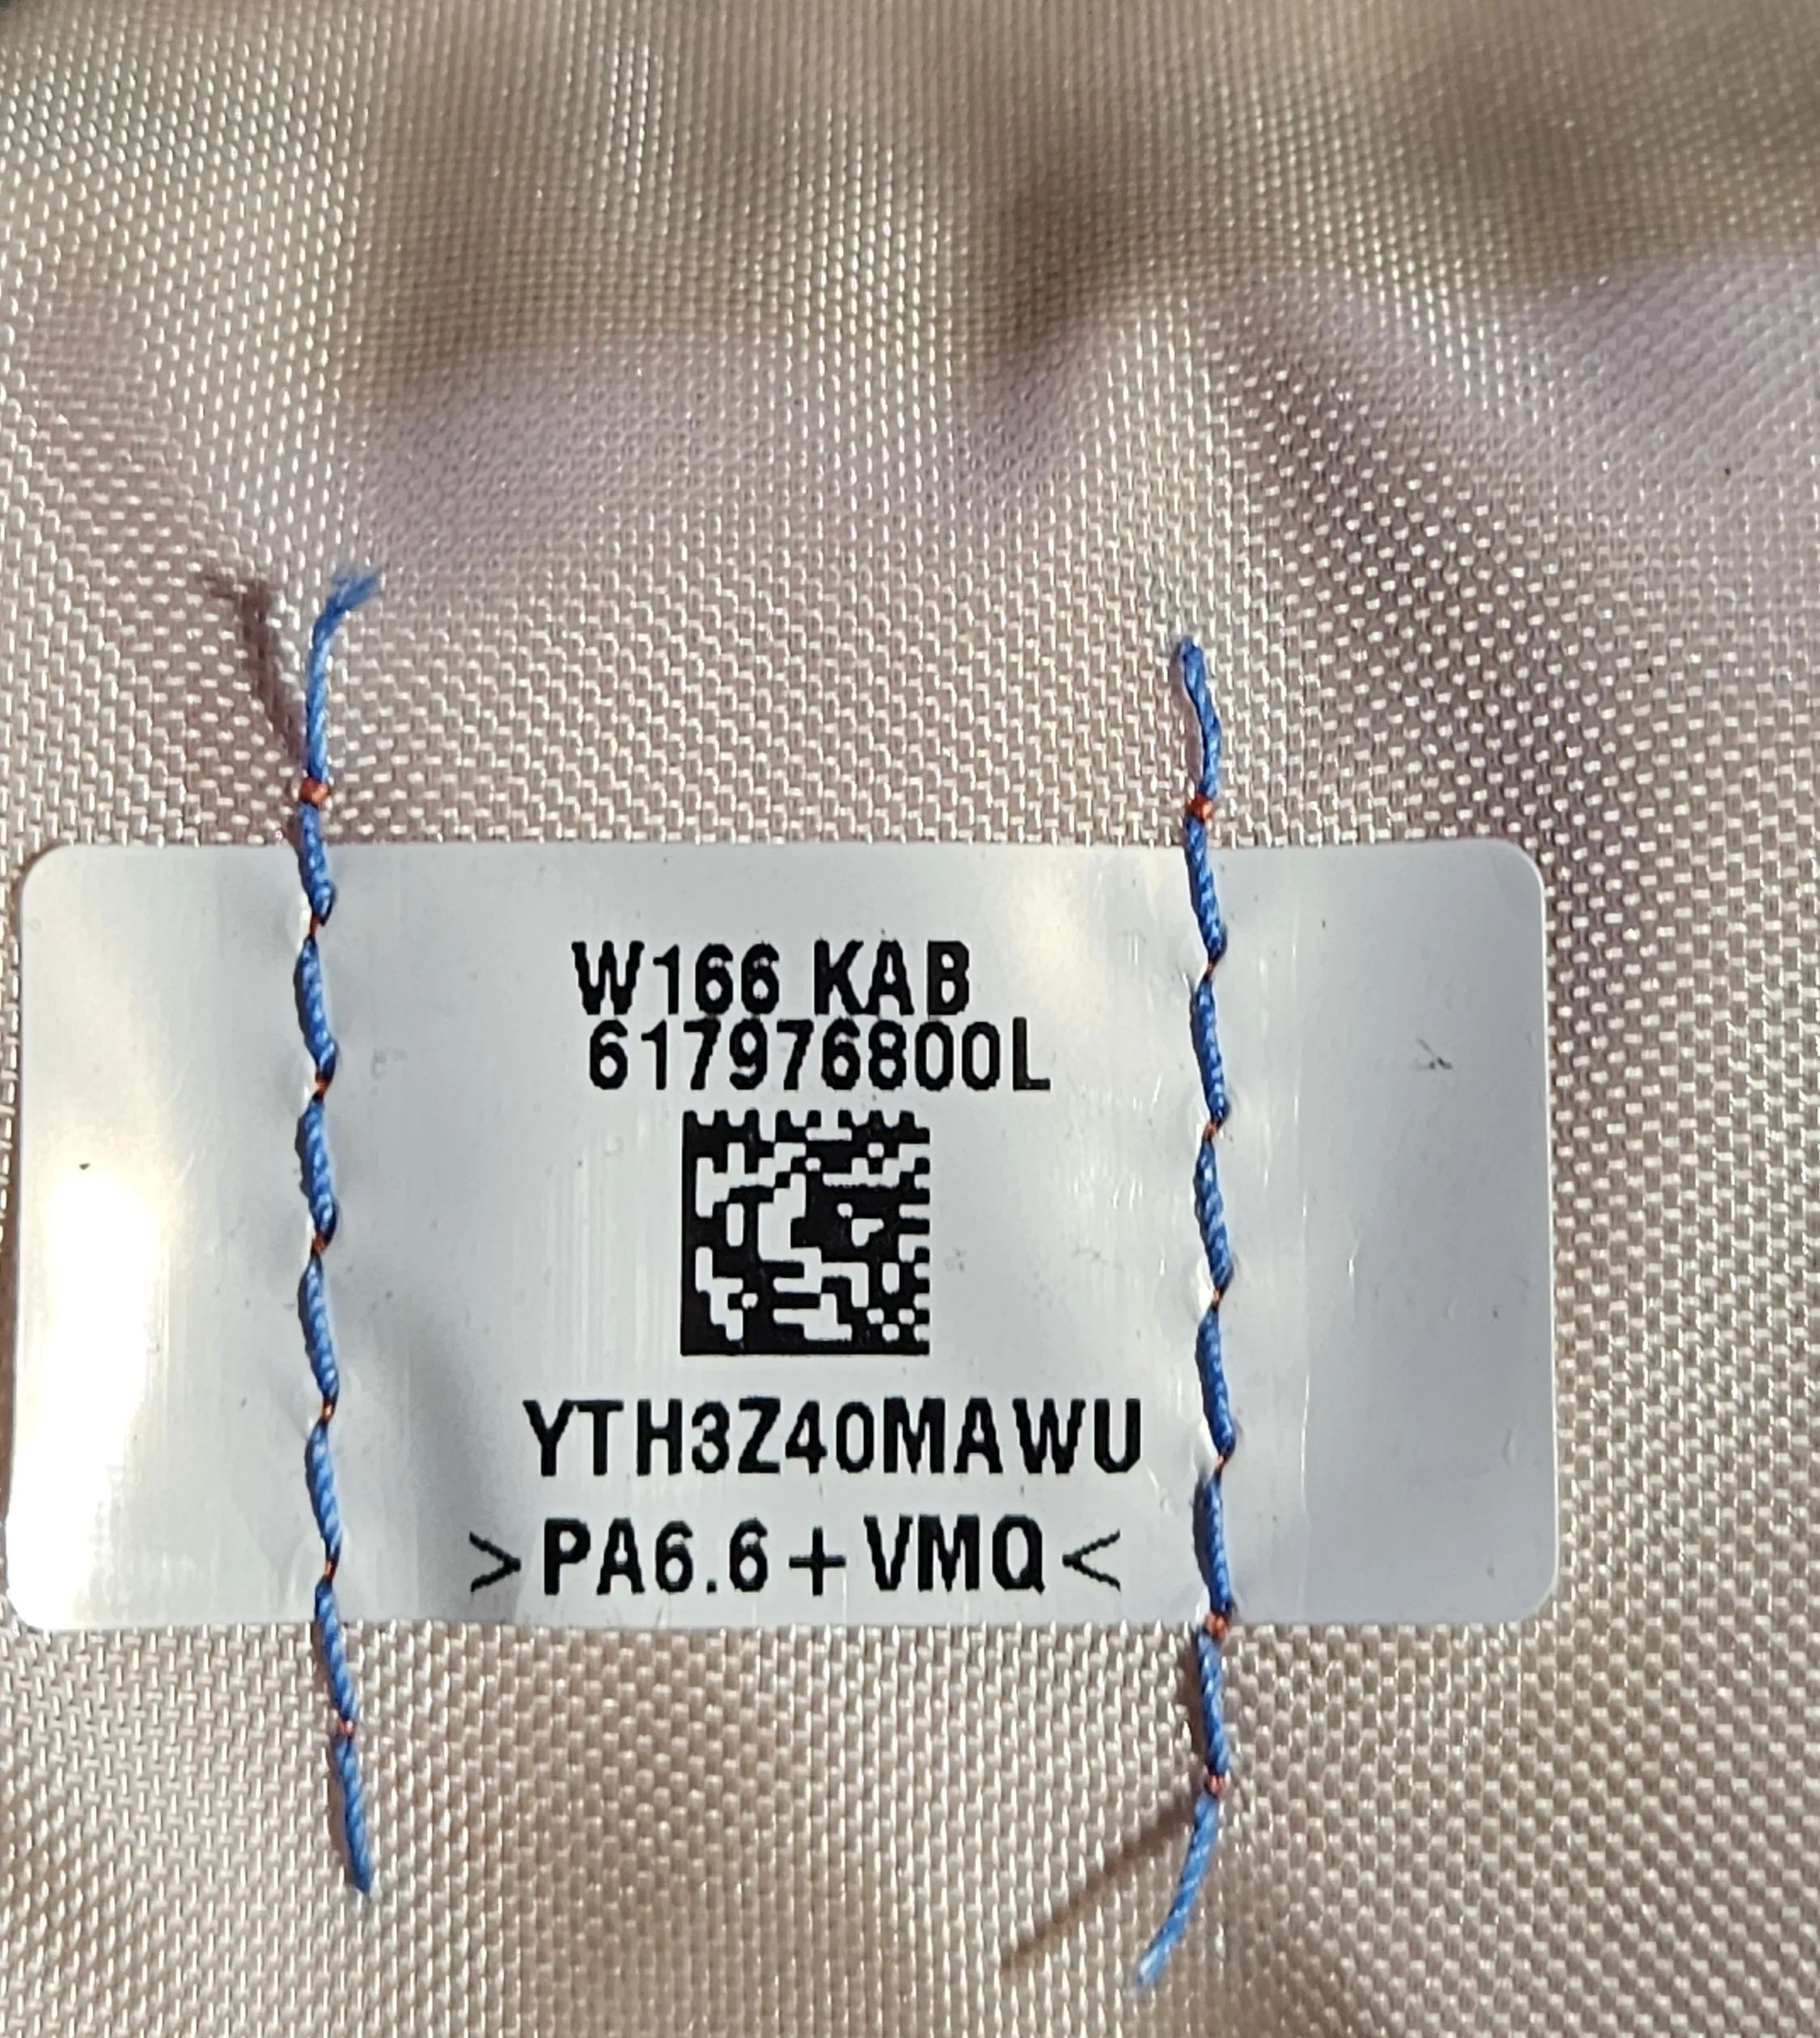 W166 KAB
617976800L
YTH3Z40MAWU
>PA6.6+VMQ<